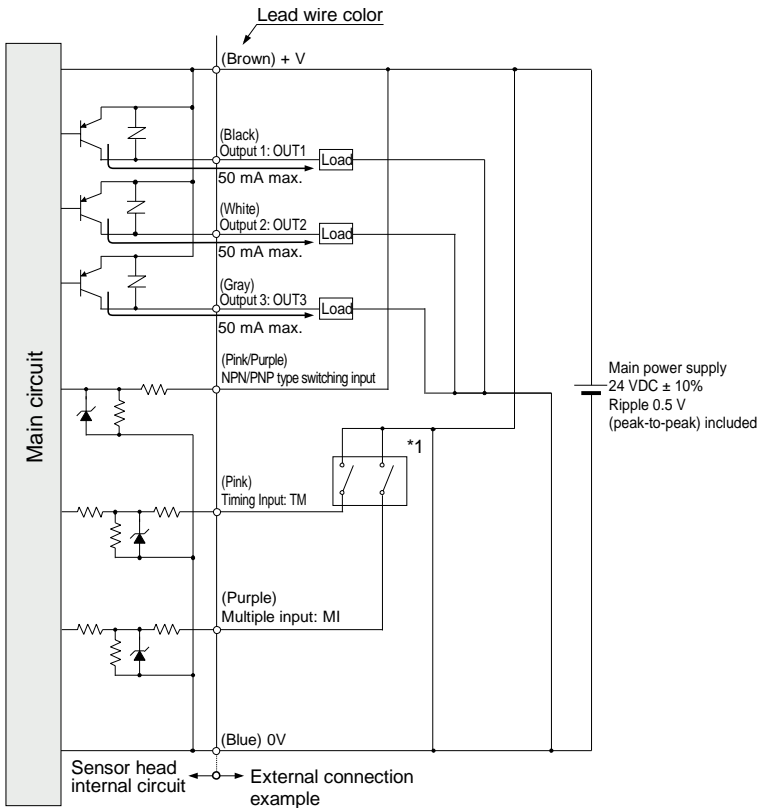 Lead wire color
(Brown) + V
(Black)
Output 1: OUT1
Load
50 mA max.
(White)
Output 2: OUT2
Load
50 mA max.
(Gray)
Output 3: OUT3
Load
50 mA max.
(Pink/Purple)
NPN/PNP type switching input
Main circuit
Main power supply
24 VDC ± 10%
Ripple 0.5 V
(peak-to-peak) included
*1
(Pink)
Timing Input: TM
(Purple)
Multiple input: MI
(Blue) 0V
Sensor head
internal circuit
External connection
example